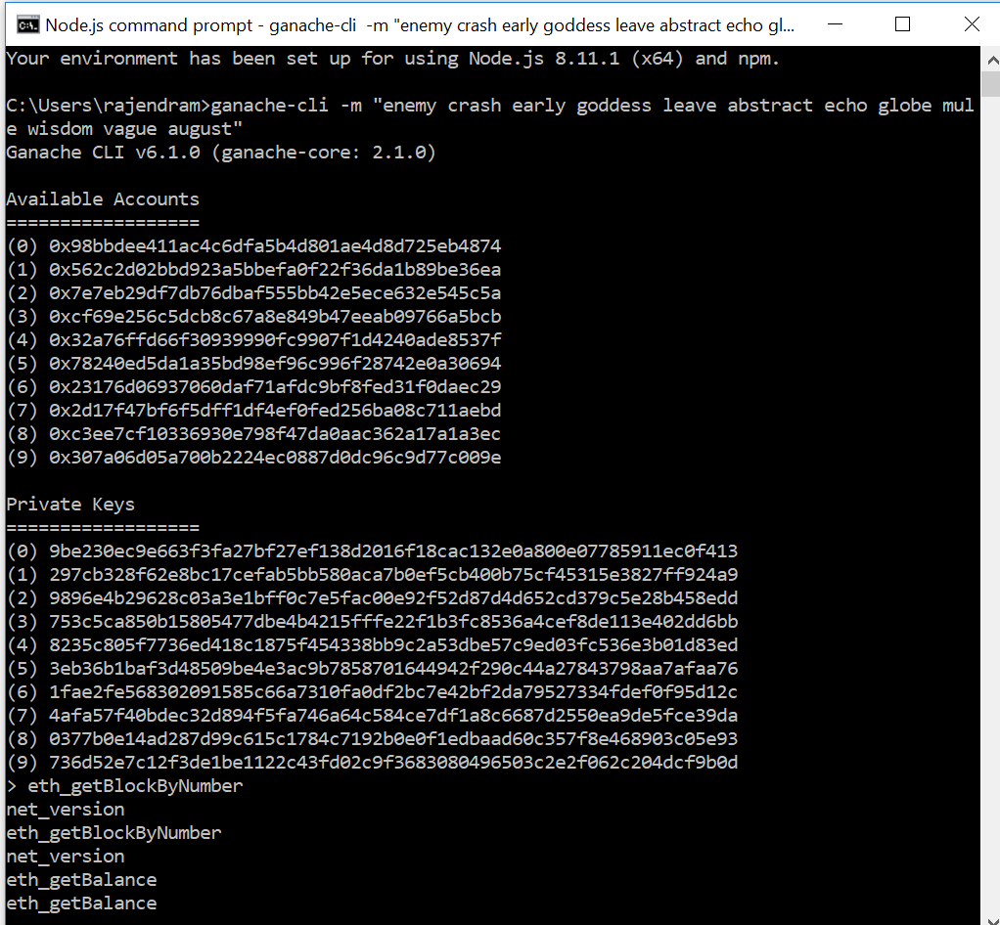 Node.js command prompt - ganache-cli -m "enemy crash early goddess leave abstract echo gl...
Your environment has been set up for using Node.js 8.11.1 (x64) and npm.
C:\Users\rajendram>ganache-cli -m "enemy crash early goddess leave abstract echo globe mul
e wisdom vague august"
Ganache CLI v6.1.0 (ganache-core: 2.1.0)
Available Accounts
==================
(0) 0x98bbdee411ac4c6dfa5b4d801ae4d8d725eb4874
(1) 0x562c2d02bbd923a5bbefa0f22f36da1b89be36ea
(2) 0x7e7eb29df7db76dbaf555bb42e5ece632e545c5a
(3) 0xcf69e256c5dcb8c67a8e849b47eeab09766a5bcb
(4) 0x32a76ffd66f30939990fc9907f1d4240ade8537f
(5) 0x78240ed5da1a35bd98ef96c996f28742e0a30694
(6) 0x23176d06937060daf71afdc9bf8fed31f0daec29
(7) 0x2d17f47bf6f5dff1df4ef0fed256ba08c711aebd
(8) 0xc3ee7cf10336930e798f47da0aac362a17a1a3ec
(9) 0x307a06d05a700b2224ec0887d0dc96c9d77c009e
Private Keys
==================
(0) 9be230ec9e663f3fa27bf27ef138d2016f18cac132e0a800e07785911ec0f413
(1) 297cb328f62e8bc17cefab5bb580aca7b0ef5cb400b75cf45315e3827ff924a9
(2) 9896e4b29628c03a3e1bff0c7e5fac00e92f52d87d4d652cd379c5e28b458edd
(3) 753c5ca850b15805477dbe4b4215fffe22f1b3fc8536a4cef8de113e402dd6bb
(4) 8235c805f7736ed418c1875f454338bb9c2a53dbe57c9ed03fc536e3b01d83ed
(5) 3eb36b1baf3d48509be4e3ac9b7858701644942f290c44a27843798aa7afaa76
(6) 1fae2fe568302091585c66a7310fa0df2bc7e42bf2da79527334fdef0f95d12c
(7) 4afa57f40bdec32d894f5fa746a64c584ce7df1a8c6687d2550ea9de5fce39da
(8) 0377b0e14ad287d99c615c1784c7192b0e0f1edbaad60c357f8e468903c05e93
(9) 736d52e7c12f3de1be1122c43fd02c9f3683080496503c2e2f062c204dcf9b0d
> eth_getBlockByNumber
net_version
eth_getBlockByNumber
net_version
eth_getBalance
eth_getBalance